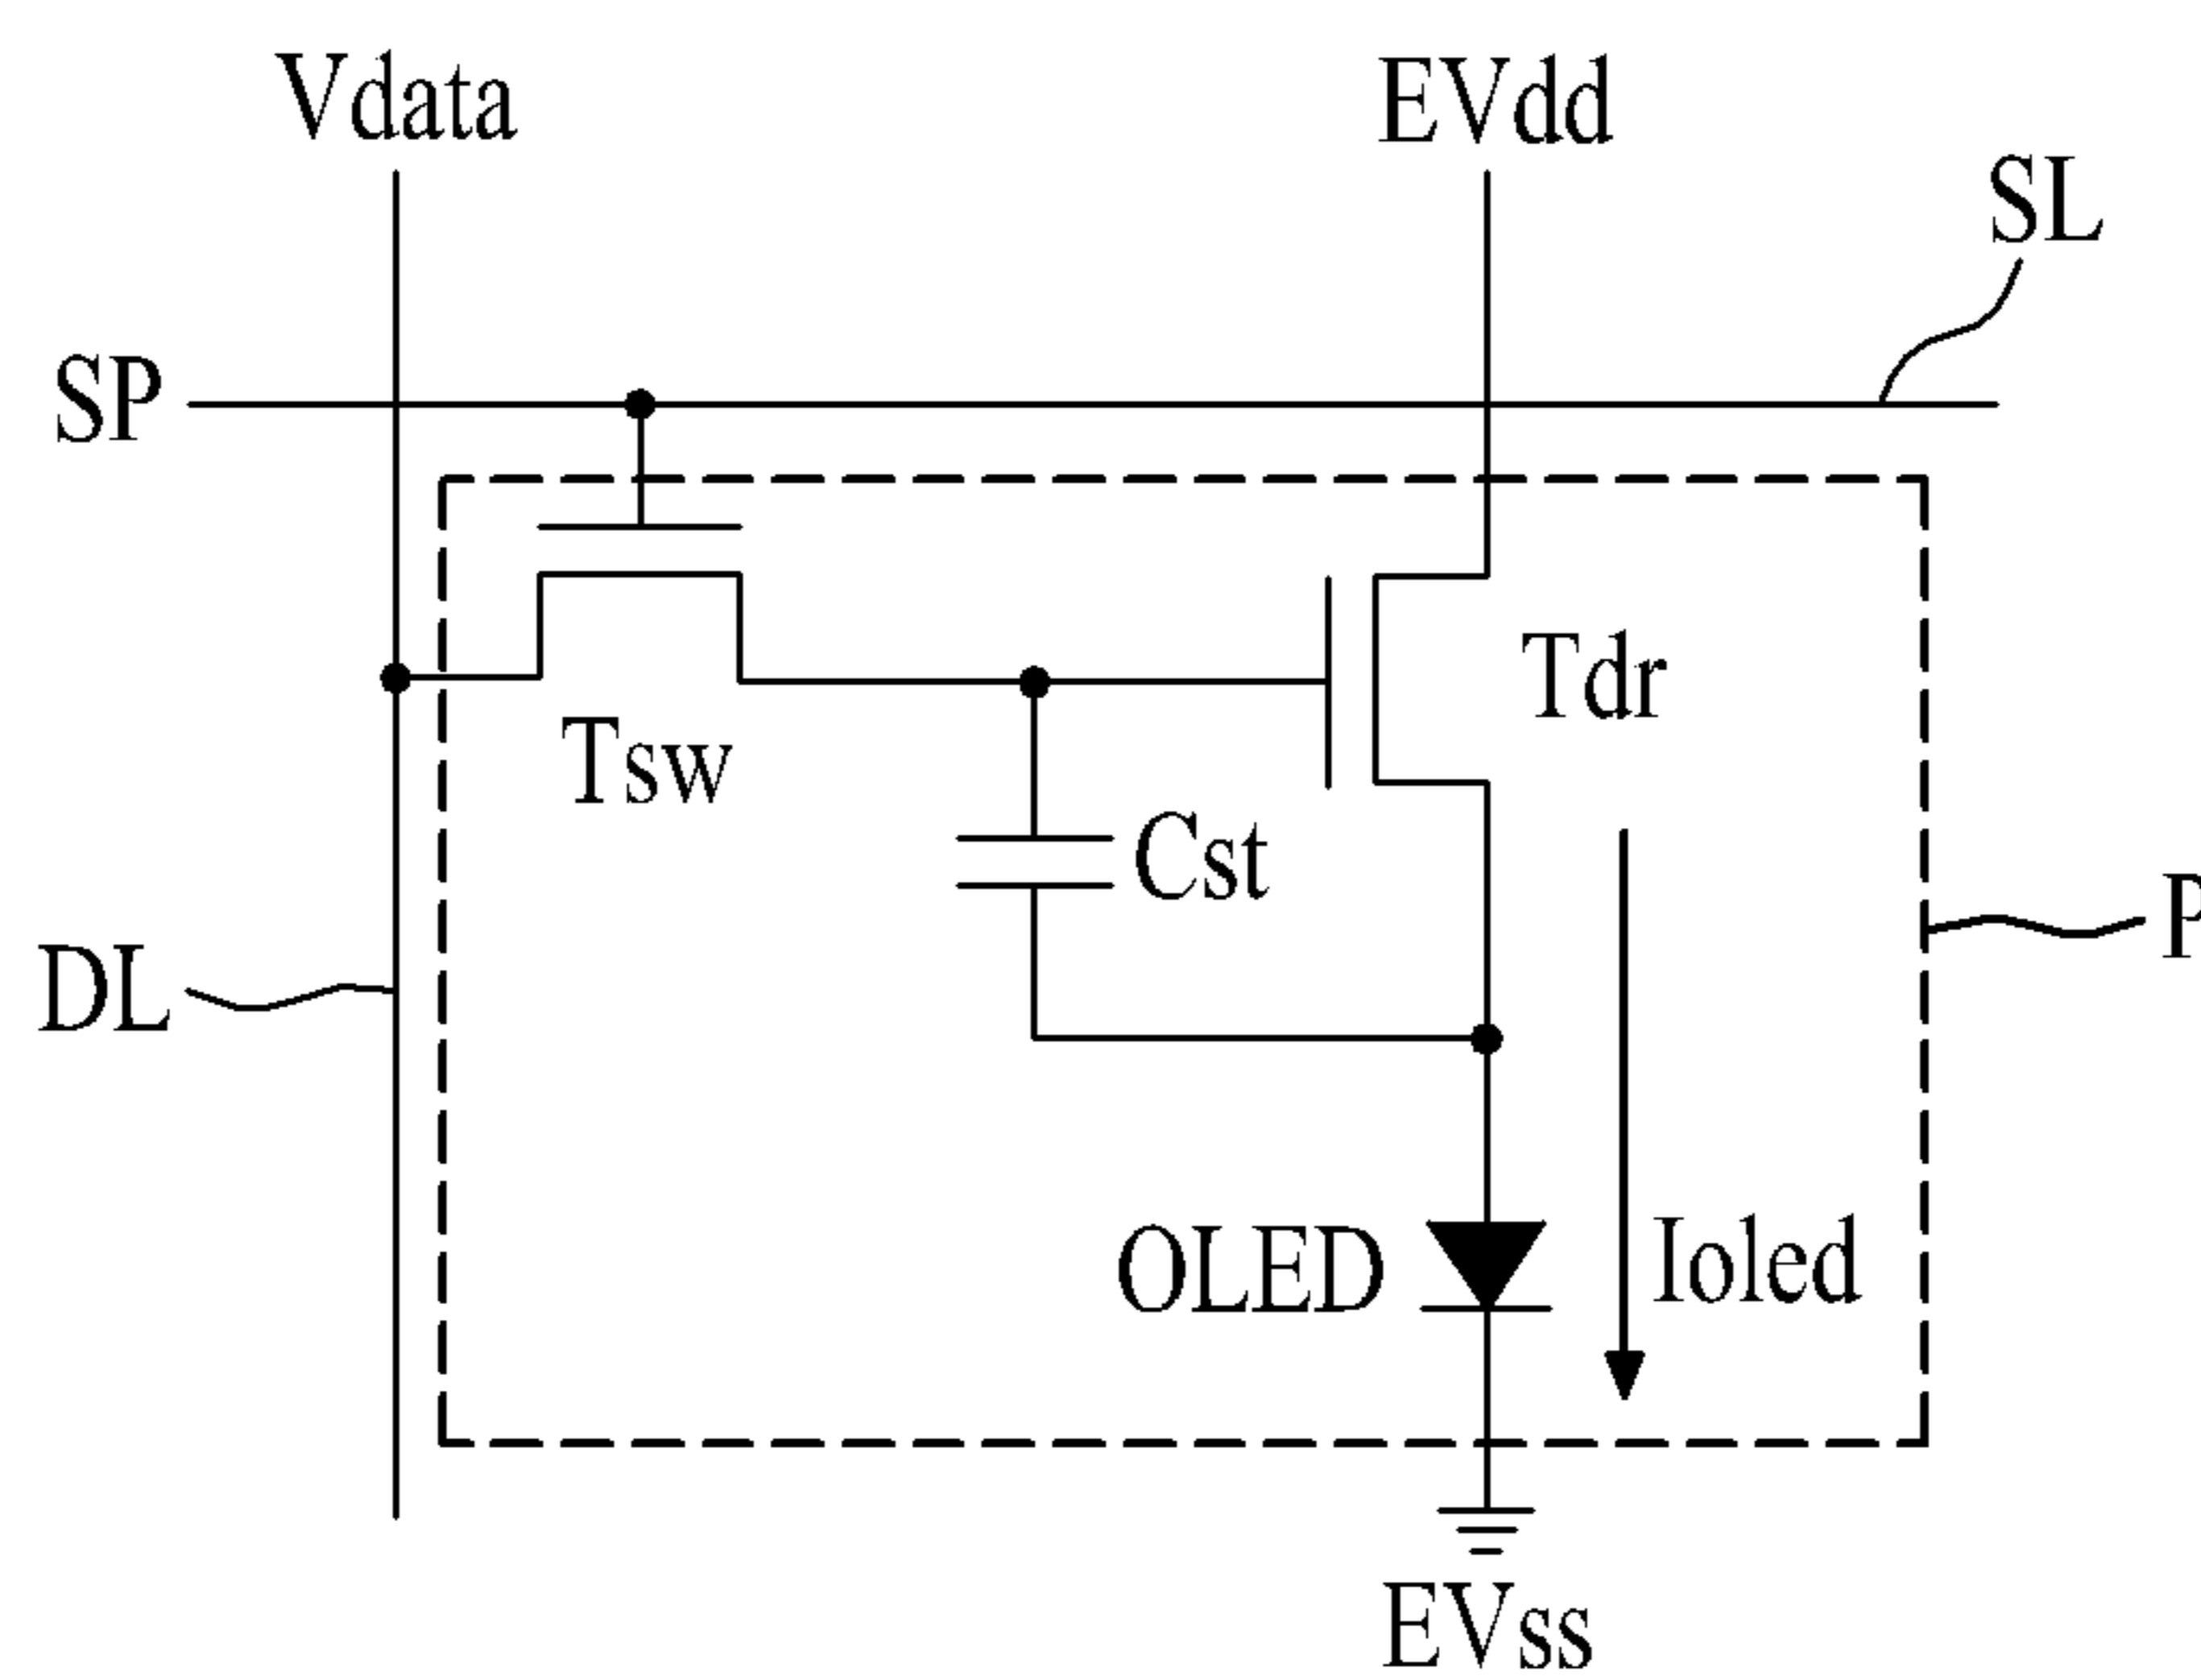 Vdata
EVdd
SL
SP
Tdr
Tsw
Cst
P
DL
OLED
Ioled
EVss